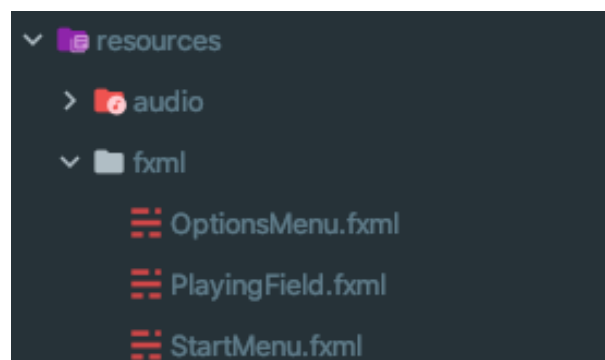 resources
audio
fxml
OptionsMenu.fxml
PlayingField.fxml
StartMenu.fxml